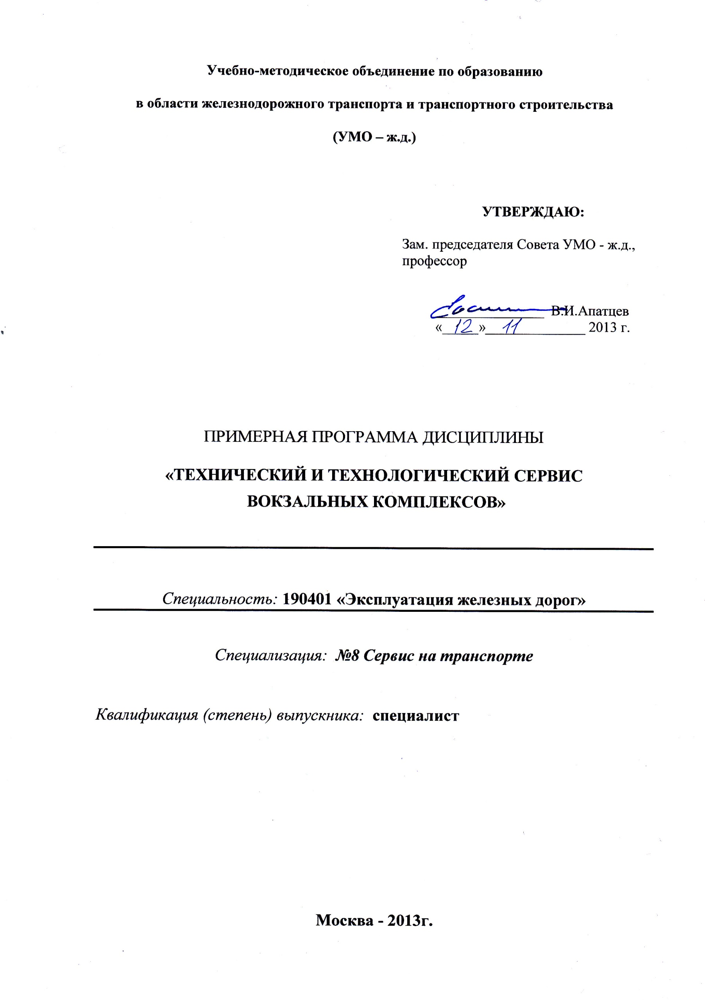 Учебно-методическое объединение по образованию
в области железнодорожного транспорта и транспортного строительства
(УМО – ж.д.)
УТВЕРЖДАЮ:
Зам. председателя Совета УМО - ж.д.,
профессор
В.И.Апатцев
«12» 11 2013 г.
ПРИМЕРНАЯ ПРОГРАММА ДИСЦИПЛИНЫ
«ТЕХНИЧЕСКИЙ И ТЕХНОЛОГИЧЕСКИЙ СЕРВИС
ВОКЗАЛЬНЫХ КОМПЛЕКСОВ»
Специальность: 190401 «Эксплуатация железных дорог»
Специализация: №8 Сервис на транспорте
Квалификация (степень) выпускника: специалист
Москва - 2013г.